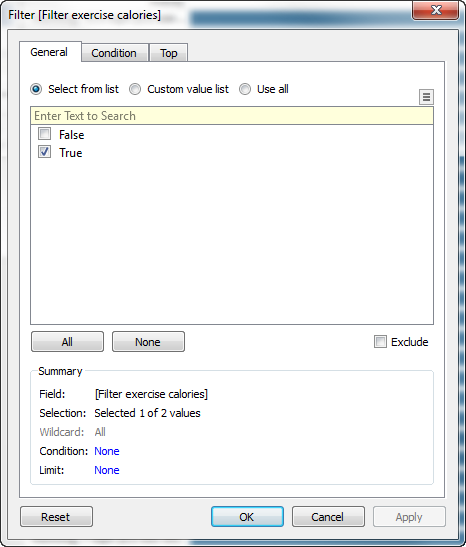 Filter [Filter exercise calories]
General Condition Top
Select from list Custom value list Use all
Enter Text to Search
False
True
All None Exclude
Summary
Field: [Filter exercise calories]
Selection: Selected 1 of 2 values
Wildcard: All
Condition: None
Limit: None
Reset OK Cancel Apply